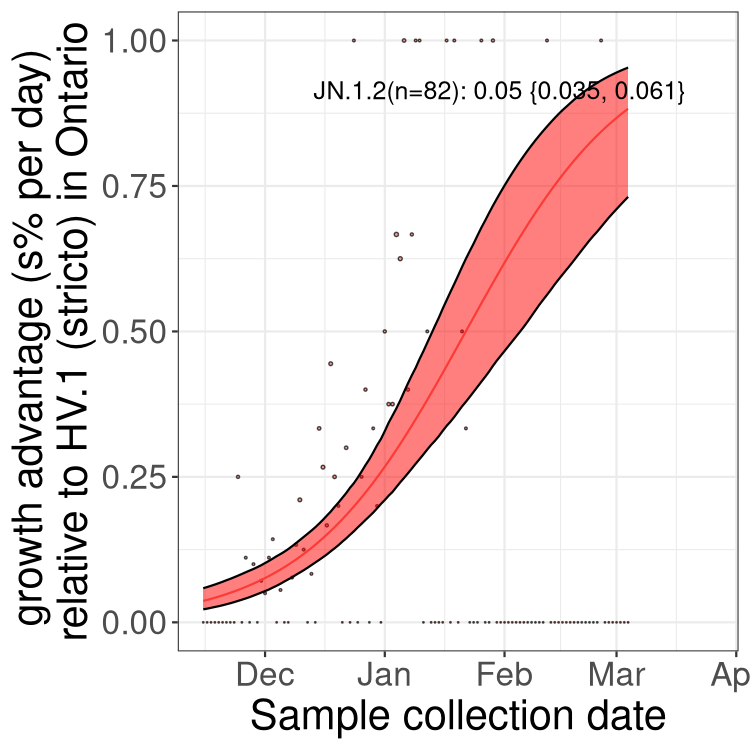 growth advantage (s% per day)
relative to HV.1 (stricto) in Ontario
1.00
0.75
0.50
0.25
0.00
JN.1.2(n=82): 0.05 {0.035, 0.061}
Dec Jan Feb Mar Ap
Sample collection date